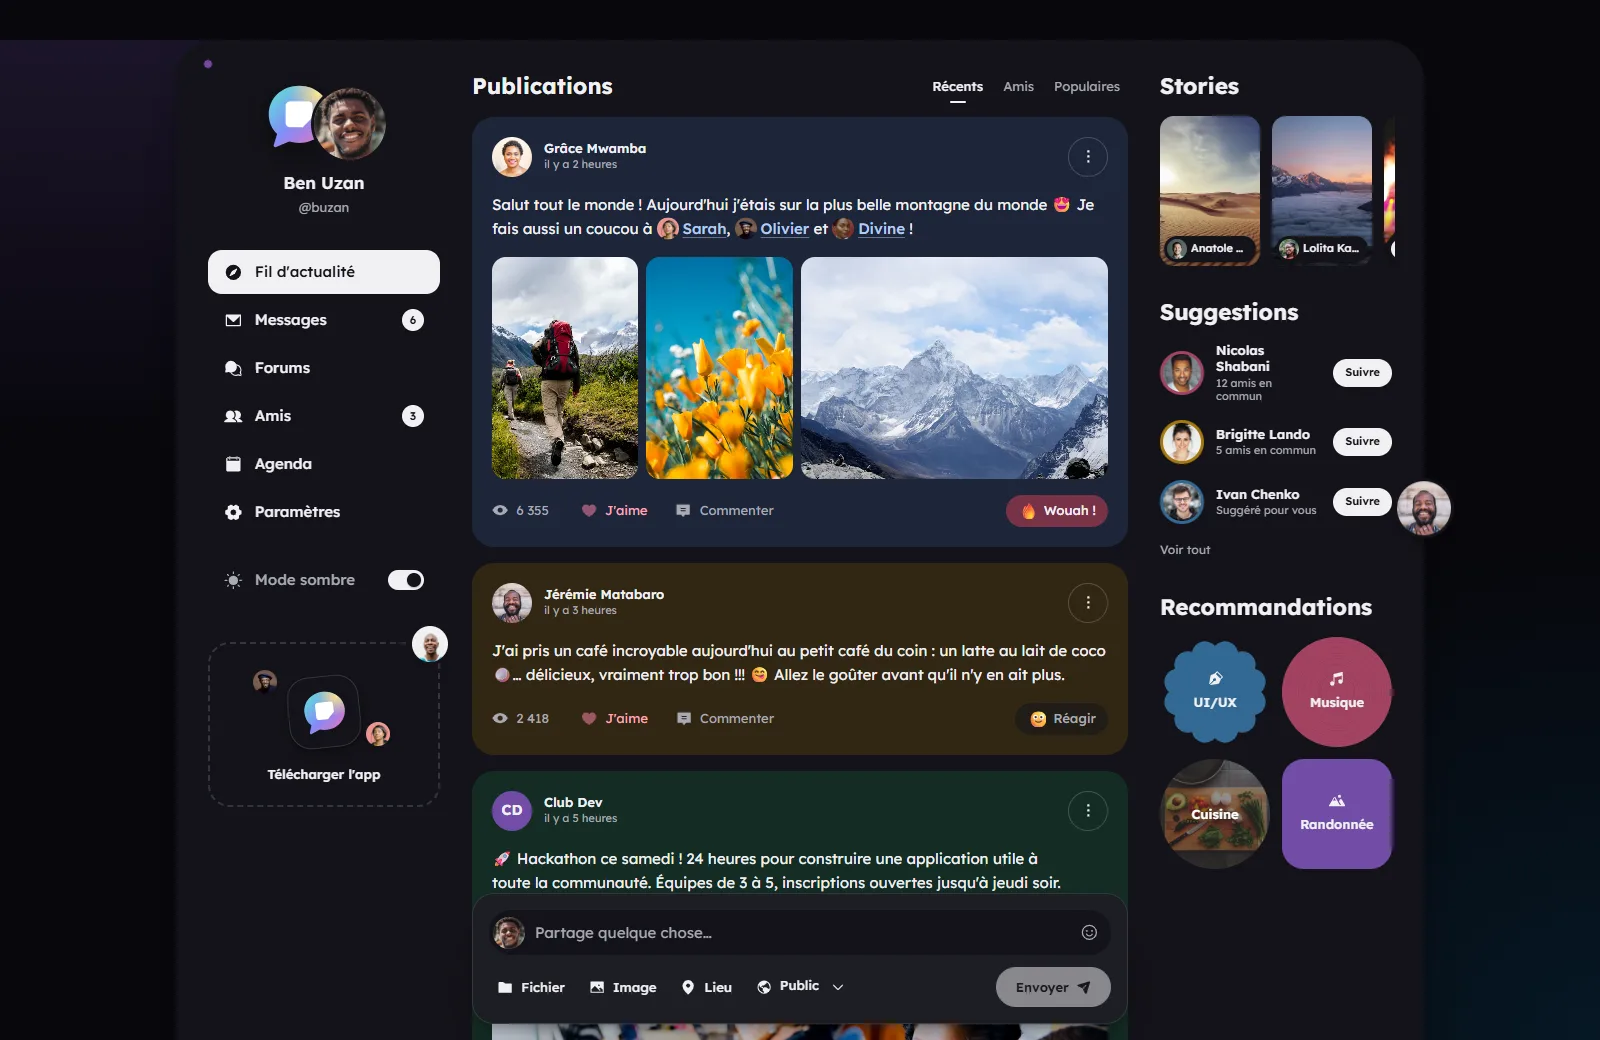 Ben Uzan
@buzan
Fil d'actualité
Messages 6
Forums
Amis 3
Agenda
Paramètres
Mode sombre
Télécharger l'app
Publications
Récents Amis Populaires
Grâce Mwamba
il y a 2 heures
Salut tout le monde ! Aujourd'hui j'étais sur la plus belle montagne du monde 😍 Je
fais aussi un coucou à Sarah, Olivier et Divine !
6 355 J'aime Commenter Wouah !
Jérémie Matabaro
il y a 3 heures
J'ai pris un café incroyable aujourd'hui au petit café du coin : un latte au lait de coco
🥥... délicieux, vraiment trop bon !!! 😋 Allez le goûter avant qu'il n'y en ait plus.
2 418 J'aime Commenter Réagir
CD
Club Dev
il y a 5 heures
🚀 Hackathon ce samedi ! 24 heures pour construire une application utile à
toute la communauté. Équipes de 3 à 5, inscriptions ouvertes jusqu'à jeudi soir.
Partage quelque chose...
Fichier Image Lieu Public Envoyer
Stories
Anatole ...
Lolita Ka...
Suggestions
Nicolas
Shabani
12 amis en
commun
Suivre
Brigitte Lando
5 amis en commun
Suivre
Ivan Chenko
Suggéré pour vous
Suivre
Voir tout
Recommandations
UI/UX
Musique
Cuisine
Randonnée